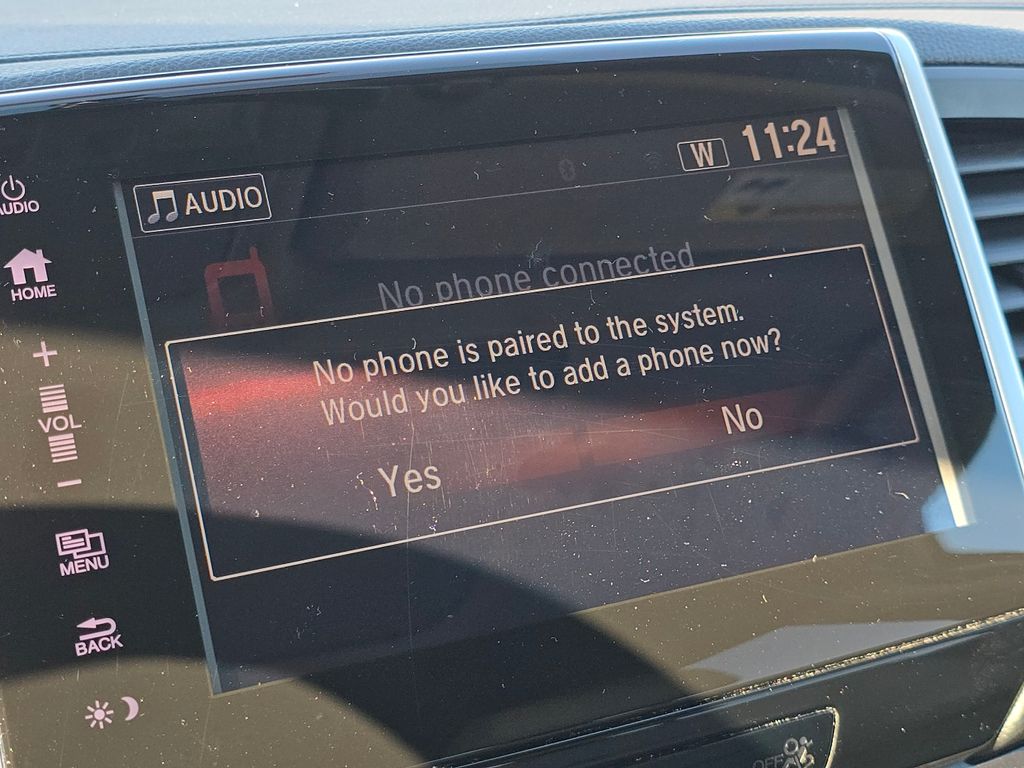 AUDIO
W 11:24
AUDIO
HOME
No phone connected
No phone is paired to the system.
Would you like to add a phone now?
+
VOL
-
No
Yes
MENU
BACK
OFF